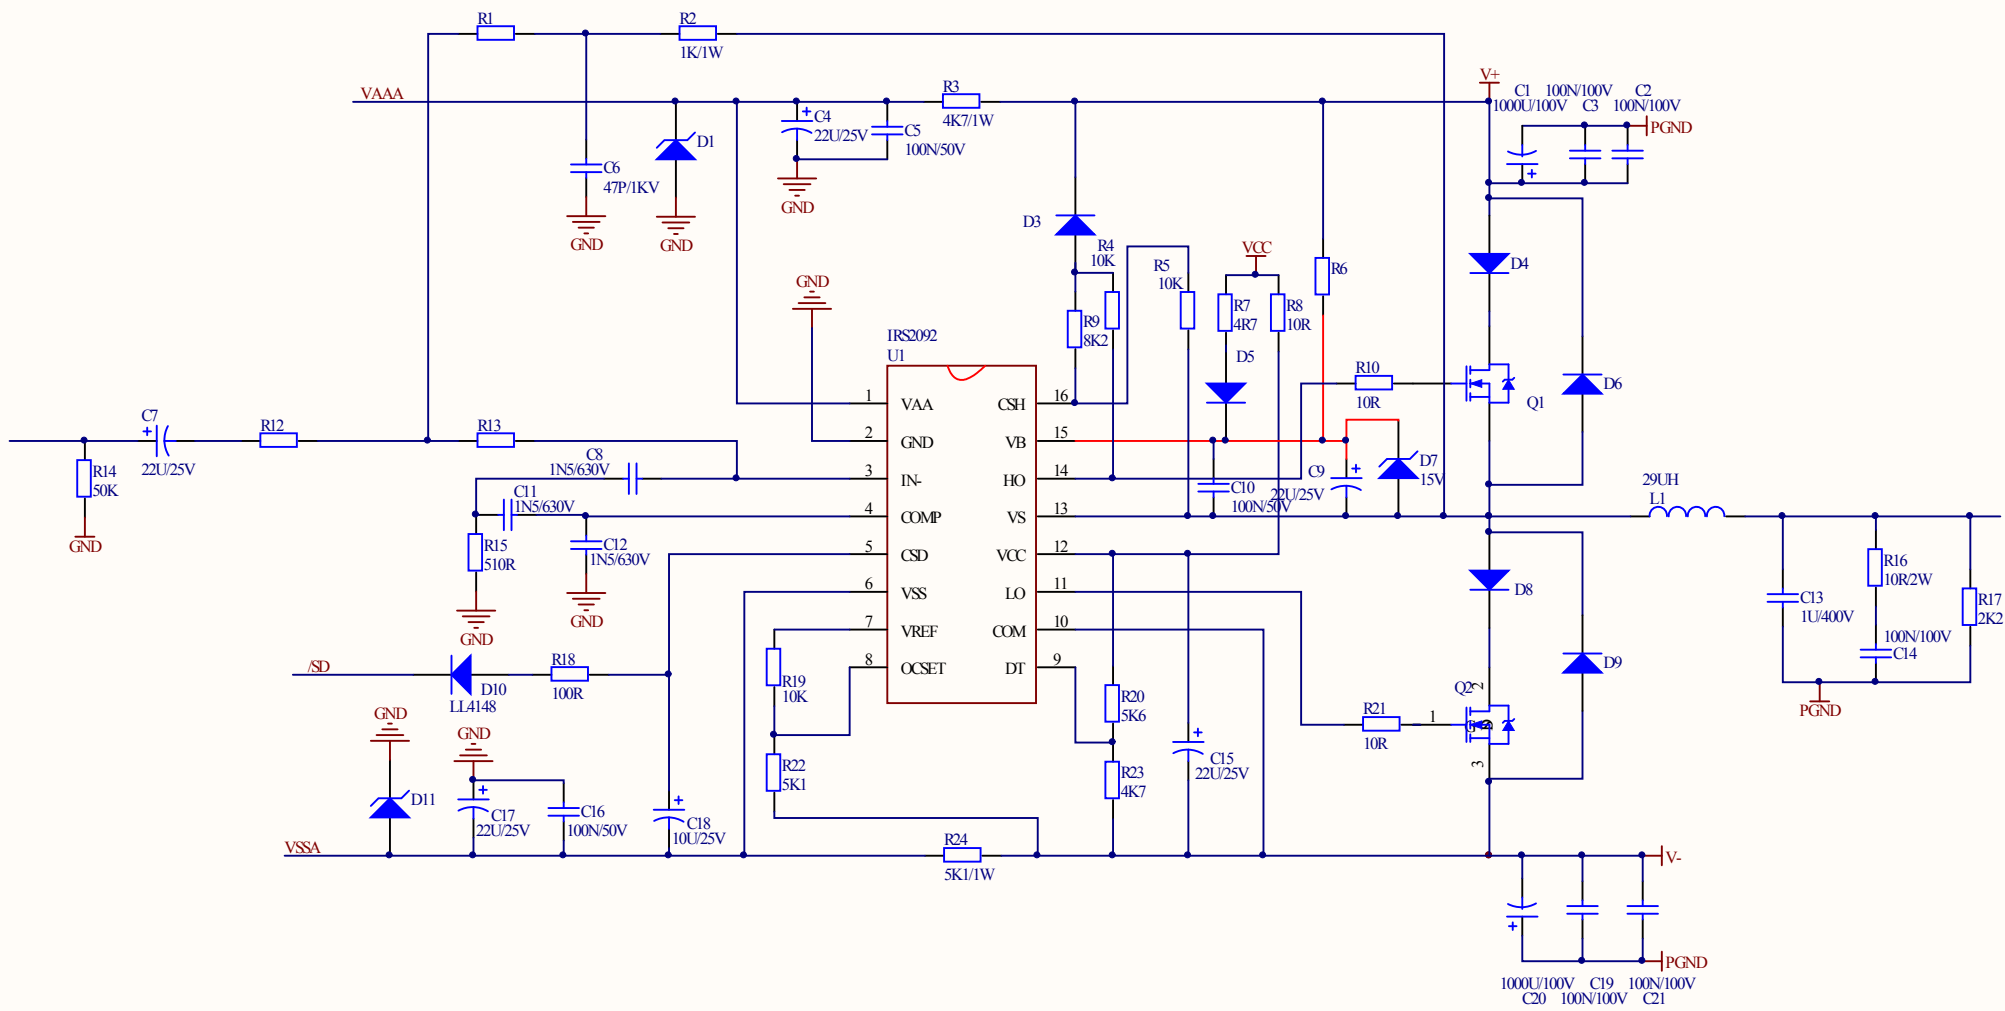 R1
R2
1K/1W
VAAA
R3
4K7/1W
V+
C1
100N/100V
C2
1000U/100V
C3
100N/100V
PGND
C4
22U/25V
C5
100N/50V
D1
C6
47P/1KV
GND
GND
GND
D3
R4
10K
R5
10K
VCC
R6
D4
GND
R9
8K2
R7
4R7
R8
10R
IRS2092
U1
D5
R10
10R
Q1
D6
1
VAA
CSH
16
2
GND
VB
15
3
IN-
HO
14
4
COMP
VS
13
5
CSD
VCC
12
6
VSS
LO
11
7
VREF
COM
10
8
OCSET
DT
9
C7
22U/25V
R12
R13
R14
50K
GND
C8
1N5/630V
C11
1N5/630V
R15
510R
GND
C12
1N5/630V
GND
C10
100N/50V
C9
22U/25V
D7
15V
29UH
L1
D8
R16
10R/2W
C13
1U/400V
100N/100V
C14
R17
2K2
PGND
D9
/SD
D10
LL4148
R18
100R
R19
10K
R20
5K6
Q2
2
R21
10R
1
3
GND
GND
R22
5K1
R23
4K7
C15
22U/25V
D11
C17
22U/25V
C16
100N/50V
C18
10U/25V
VSSA
R24
5K1/1W
V-
PGND
1000U/100V
C19
100N/100V
C20
100N/100V
C21